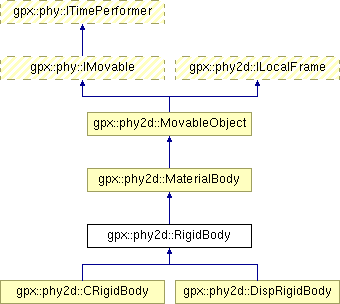 gpx::phy::ITimePerformer
gpx::phy::IMovable
gpx::phy2d::ILocalFrame
gpx::phy2d::MovableObject
gpx::phy2d::MaterialBody
gpx::phy2d::RigidBody
gpx::phy2d::CRigidBody
gpx::phy2d::DispRigidBody